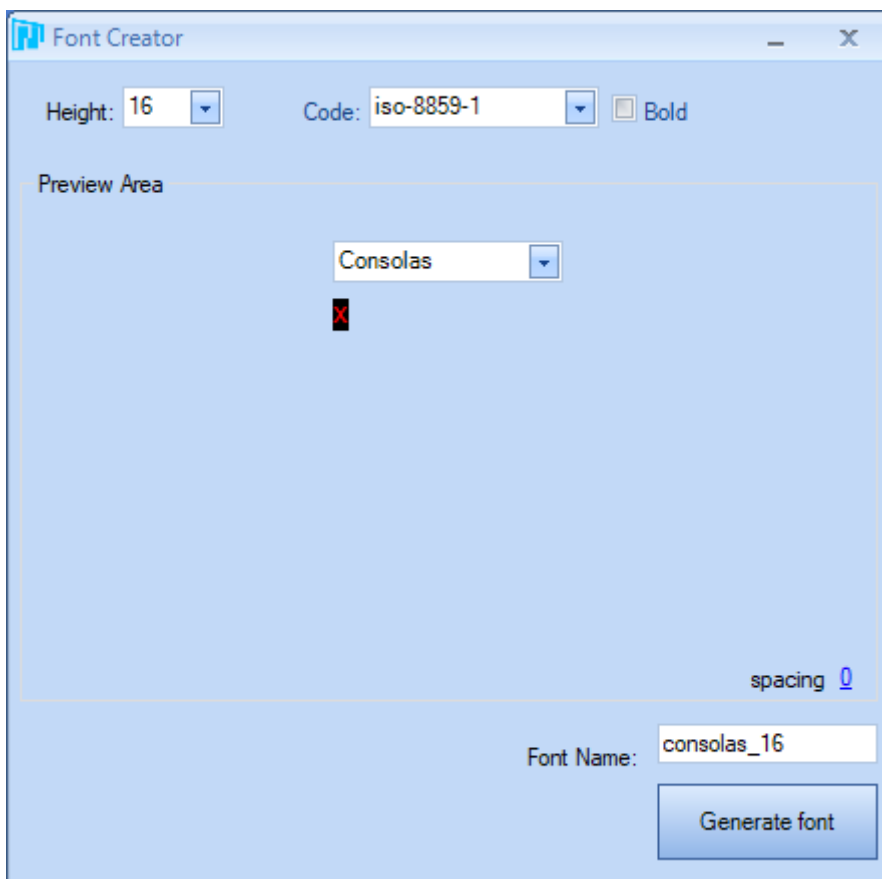 Font Creator
Height: 16 Code: iso-8859-1 Bold
Preview Area
Consolas
X
spacing 0
Font Name: consolas_16
Generate font